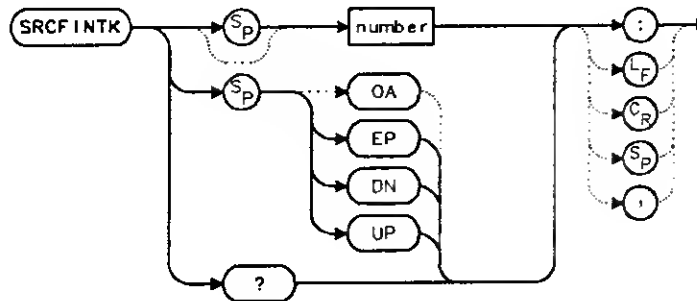 SRCFINTK SP number :
LF
SP OA CR
EP SP
DN ,
UP
?